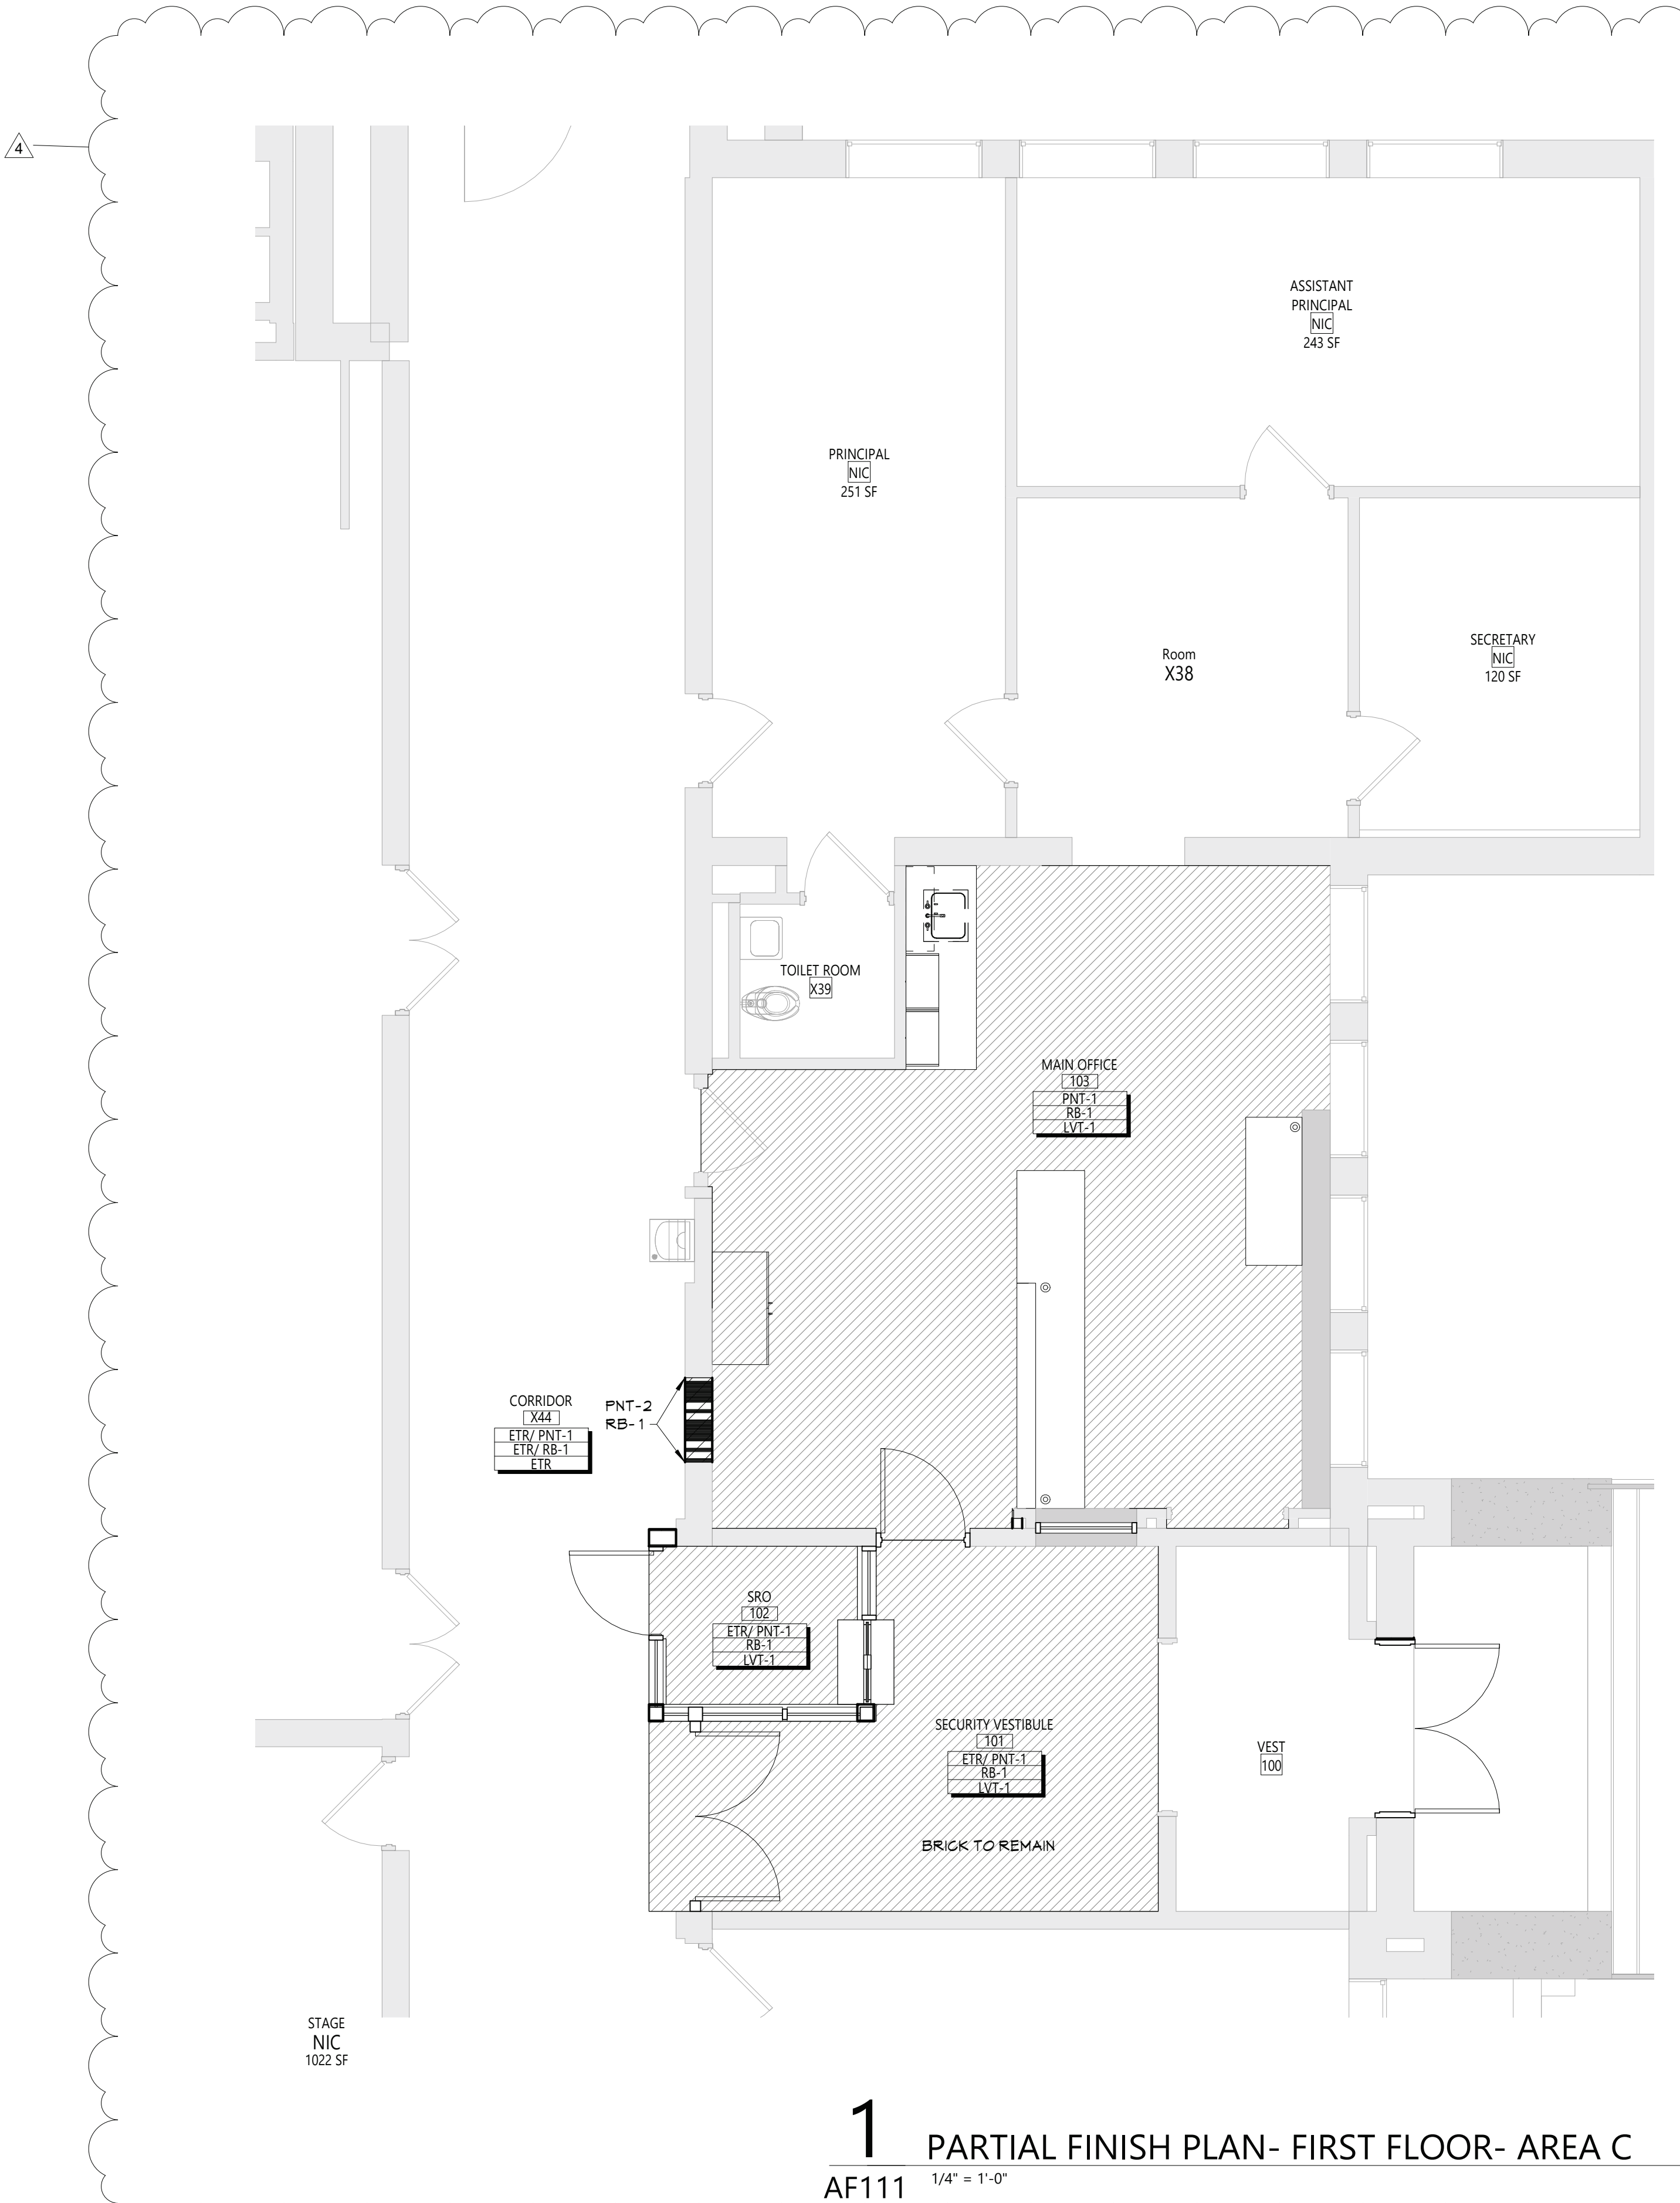 4
ASSISTANT
PRINCIPAL
NIC
243 SF
PRINCIPAL
NIC
251 SF
Room
X38
SECRETARY
NIC
120 SF
TOILET ROOM
X39
MAIN OFFICE
103
PNT-1
RB-1
LVT-1
CORRIDOR
X44
ETR/ PNT-1
ETR/ RB-1
ETR
PNT-2
RB-1
SRO
102
ETR/ PNT-1
RB-1
LVT-1
SECURITY VESTIBULE
101
ETR/ PNT-1
RB-1
LVT-1
VEST
100
BRICK TO REMAIN
STAGE
NIC
1022 SF
1
PARTIAL FINISH PLAN- FIRST FLOOR- AREA C
AF111
1/4" = 1'-0"